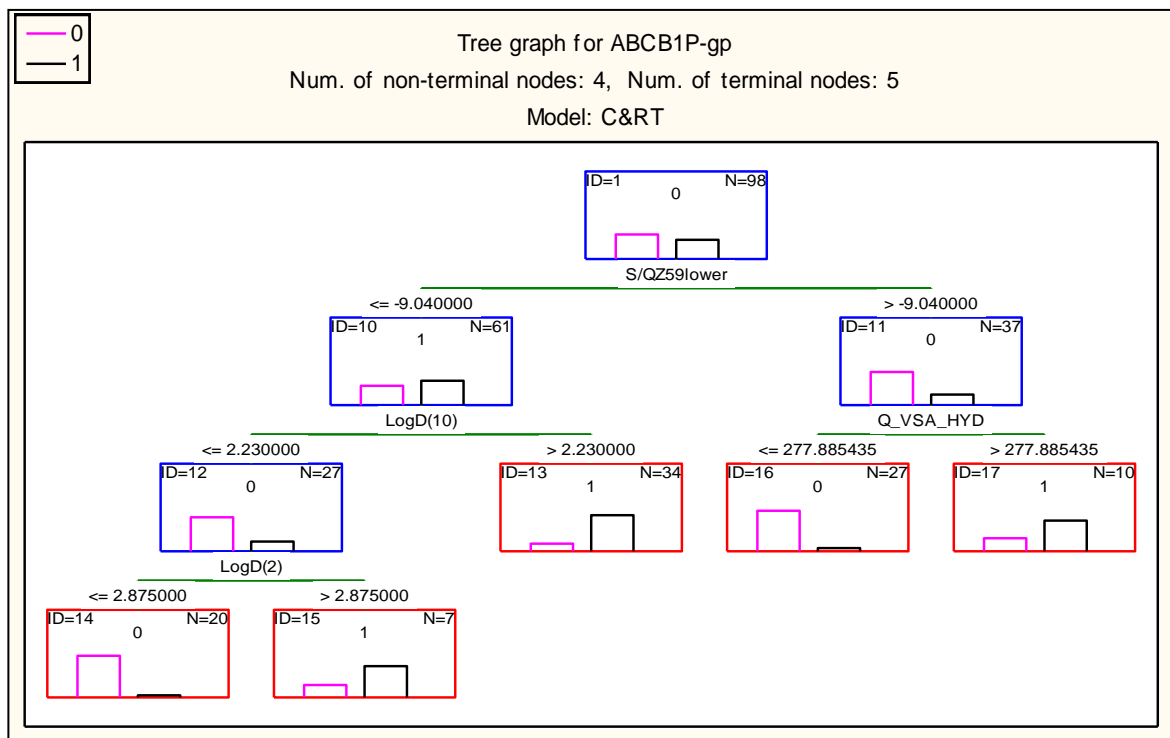 0
1
Tree graph for ABCB1P-gp
Num. of non-terminal nodes: 4, Num. of terminal nodes: 5
Model: C&RT
ID=1 N=98
0
S/QZ59lower
<= -9.040000 > -9.040000
ID=10 N=61 ID=11 N=37
1 0
LogD(10) Q_VSA_HYD
<= 2.230000 > 2.230000 <= 277.885435 > 277.885435
ID=12 N=27 ID=13 N=34 ID=16 N=27 ID=17 N=10
0 1 0 1
LogD(2)
<= 2.875000 > 2.875000
ID=14 N=20 ID=15 N=7
0 1